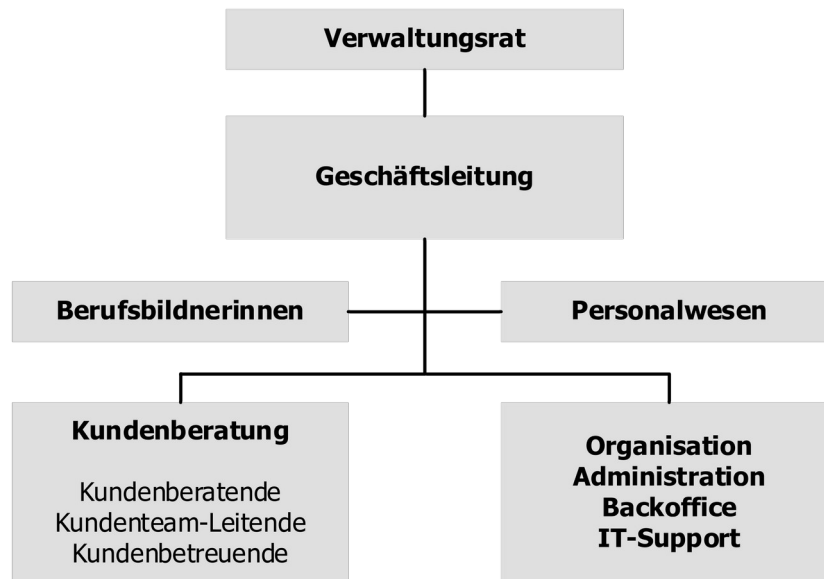 Verwaltungsrat
Geschäftsleitung
Berufsbildnerinnen
Personalwesen
Kundenberatung
Kundenberatende
Kundenteam-Leitende
Kundenbetreuende
Organisation
Administration
Backoffice
IT-Support